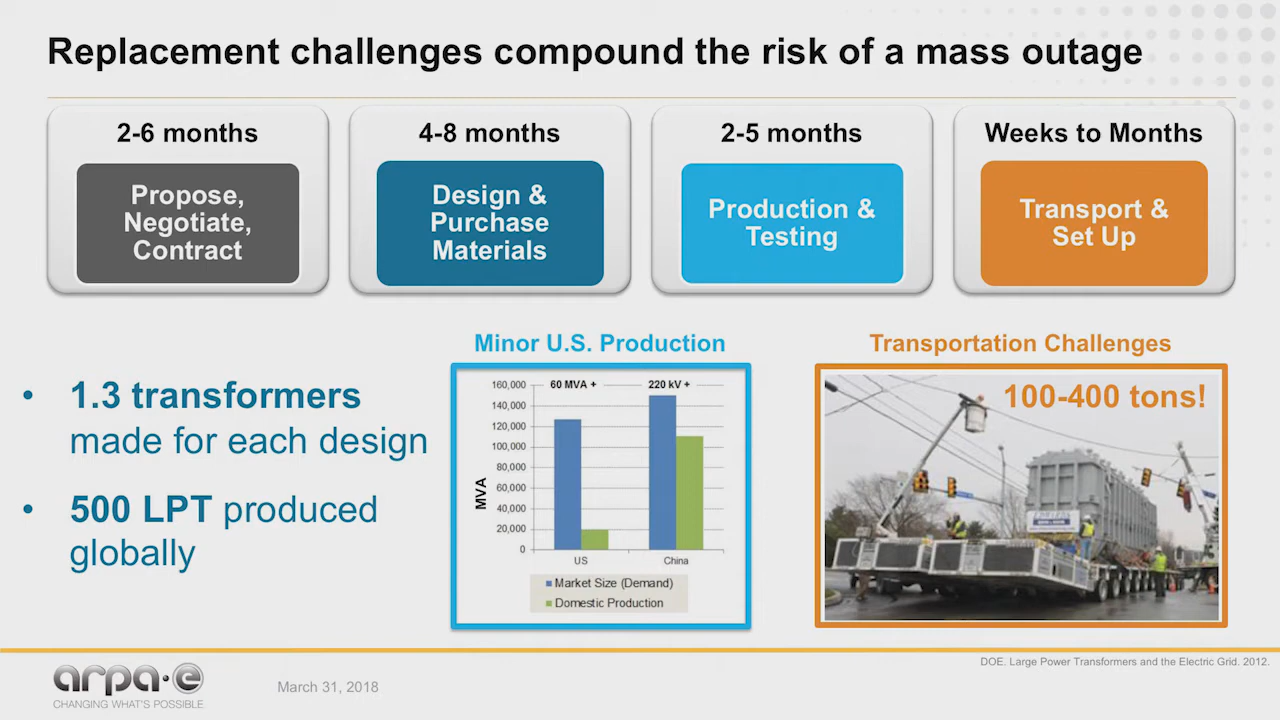 Replacement challenges compound the risk of a mass outage
2-6 months
Propose,
Negotiate,
Contract
4-8 months
Design &
Purchase
Materials
2-5 months
Production &
Testing
Weeks to Months
Transport &
Set Up
• 1.3 transformers
made for each design
• 500 LPT produced
globally
Minor U.S. Production
60 MVA +
220 kV +
MVA
160,000
140,000
120,000
100,000
80,000
60,000
40,000
20,000
0
US
China
Market Size (Demand)
Domestic Production
Transportation Challenges
100-400 tons!
DOE. Large Power Transformers and the Electric Grid. 2012.
arpa·e
CHANGING WHAT'S POSSIBLE
March 31, 2018